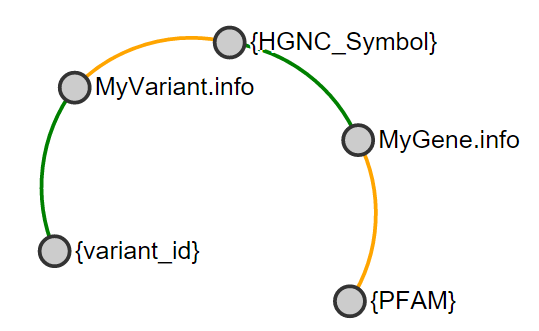 {HGNC_Symbol}
MyVariant.info
MyGene.info
{variant_id}
{PFAM}